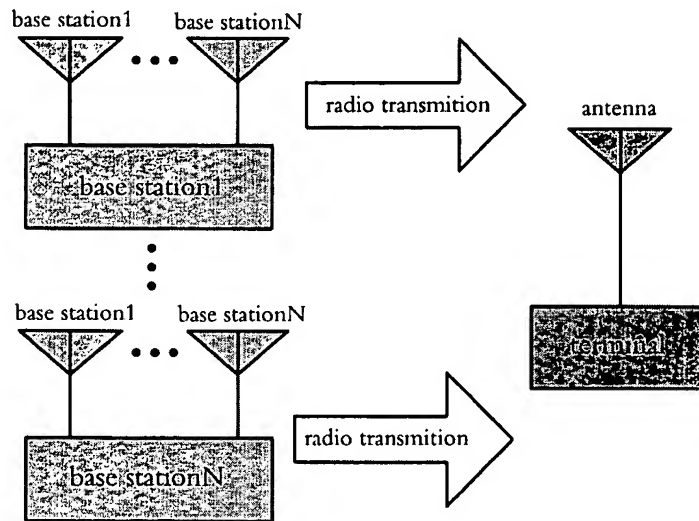 base station1
base stationN
radio transmition
antenna
base station1
base station1
base stationN
terminal
radio transmition
base stationN